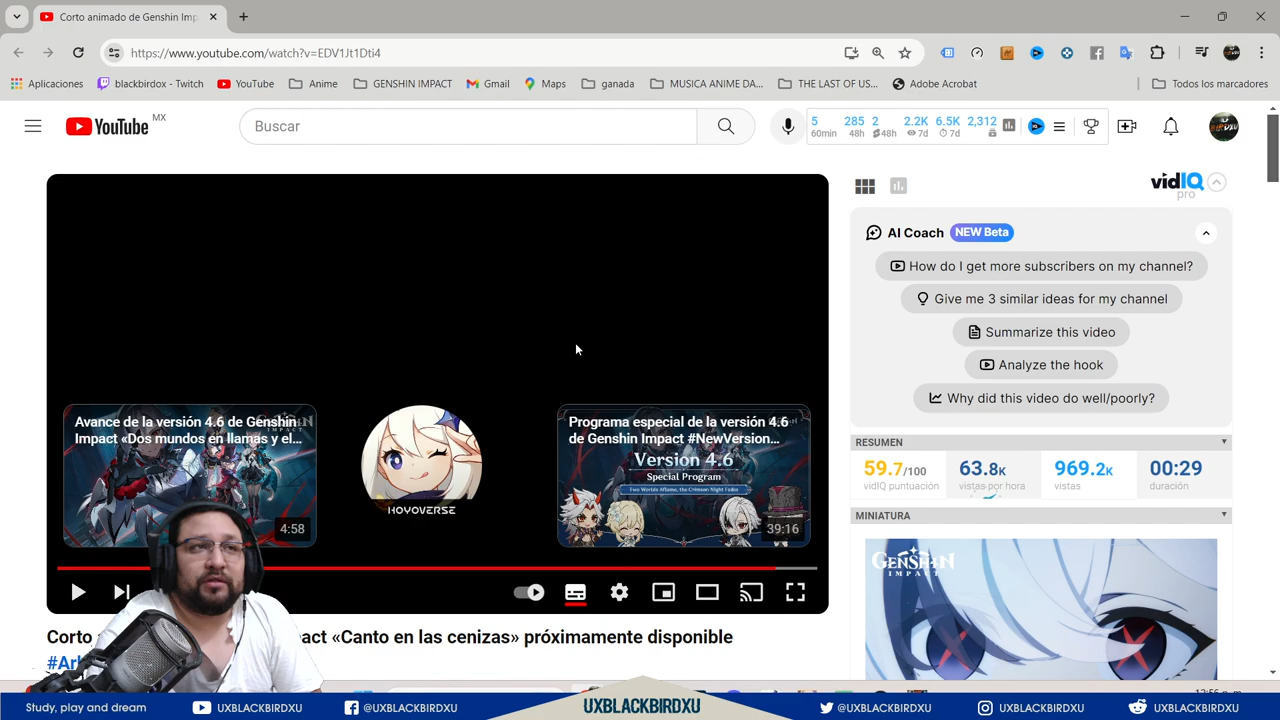 Corto animado de Genshin Imp
https://www.youtube.com/watch?v=EDV1Jt1Dti4
Aplicaciones
blackbirdox - Twitch
YouTube
Anime
GENSHIN IMPACT
Gmail
Maps
ganada
MUSICA ANIME DA...
THE LAST OF US...
Adobe Acrobat
Todos los marcadores
YouTube MX
Buscar
5 285 2 2.2K 6.5K 2,312
60min 48h 48h 7d 7d
vidIQ
pro
AI Coach NEW Beta
How do I get more subscribers on my channel?
Give me 3 similar ideas for my channel
Summarize this video
Analyze the hook
Why did this video do well/poorly?
RESUMEN
59.7/100 63.8K 969.2K 00:29
vidIQ puntuación vistas por hora vistas duración
MINIATURA
GENSHIN
IMPACT
Avance de la versión 4.6 de Genshin
Impact «Dos mundos en llamas y el...
4:58
HOYOVERSE
Programa especial de la versión 4.6
de Genshin Impact #NewVersion...
Version 4.6
Special Program
Two Worlds Aflame, the Crimson Night Fades
39:16
Corto act «Canto en las cenizas» próximamente disponible
#Arl
Study, play and dream
UXBLACKBIRDXU
@UXBLACKBIRDXU
UXBLACKBIRDXU
@UXBLACKBIRDXU
UXBLACKBIRDXU
UXBLACKBIRDXU